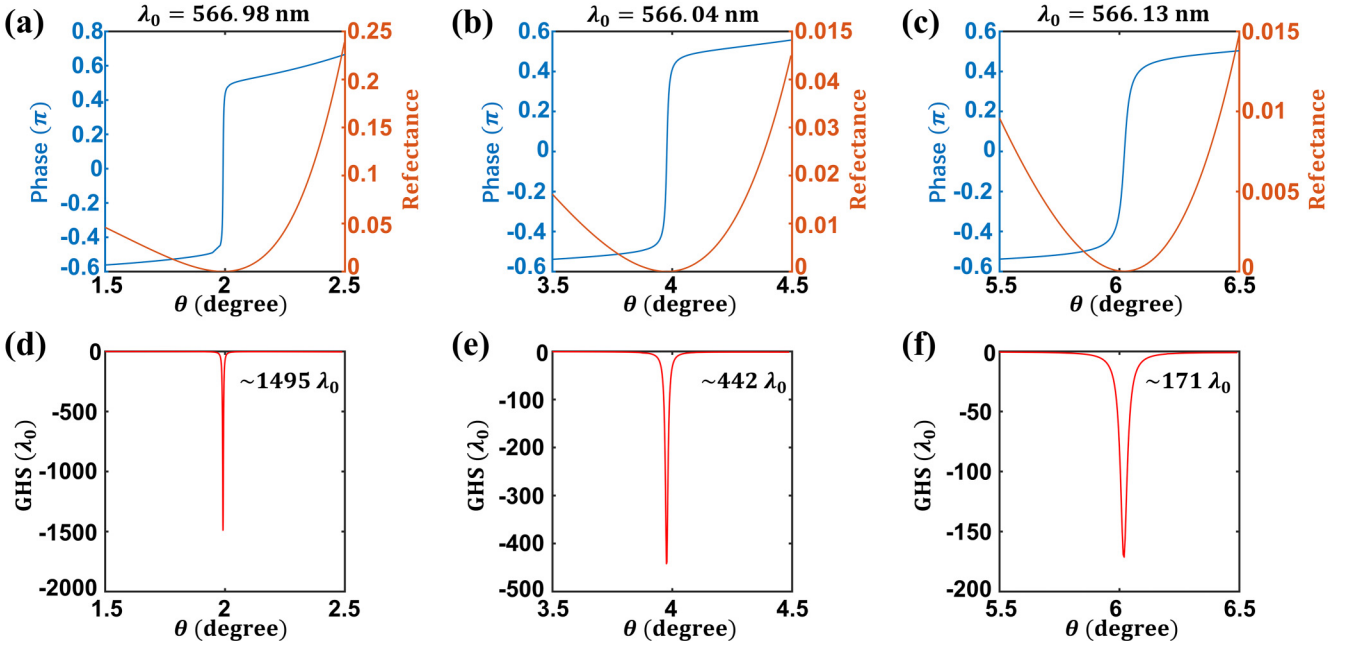 (a)
λ₀ = 566.98 nm
Phase (π)
0.8
0.6
0.4
0.2
0
-0.2
-0.4
-0.6
0.25
0.2
0.15
0.1
0.05
0
Refectance
1.5 2 2.5
θ (degree)
(b)
λ₀ = 566.04 nm
Phase (π)
0.6
0.4
0.2
0
-0.2
-0.4
-0.6
0.015
0.04
0.03
0.02
0.01
0
Refectance
3.5 4 4.5
θ (degree)
(c)
λ₀ = 566.13 nm
Phase (π)
0.6
0.4
0.2
0
-0.2
-0.4
-0.6
0.015
0.01
0.005
0
Refectance
5.5 6 6.5
θ (degree)
(d)
GHS (λ₀)
0
-500
-1000
-1500
-2000
~1495 λ₀
1.5 2 2.5
θ (degree)
(e)
GHS (λ₀)
0
-100
-200
-300
-400
-500
~442 λ₀
3.5 4 4.5
θ (degree)
(f)
GHS (λ₀)
0
-50
-100
-150
-200
~171 λ₀
5.5 6 6.5
θ (degree)